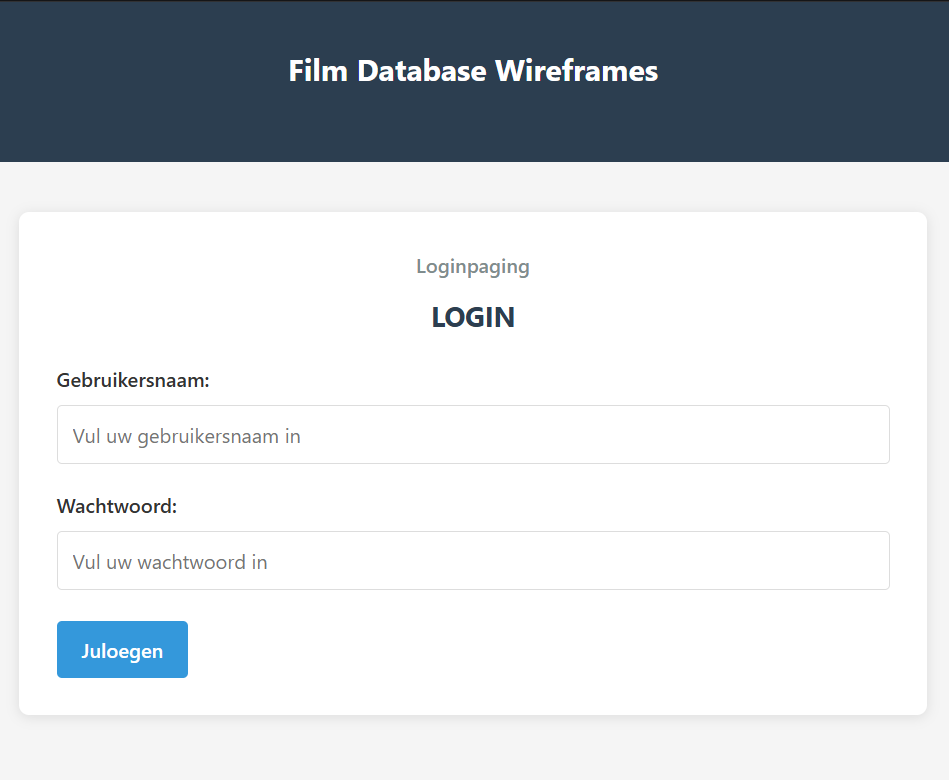 Film Database Wireframes
Loginpaging
LOGIN
Gebruikersnaam:
Vul uw gebruikersnaam in
Wachtwoord:
Vul uw wachtwoord in
Juloegen